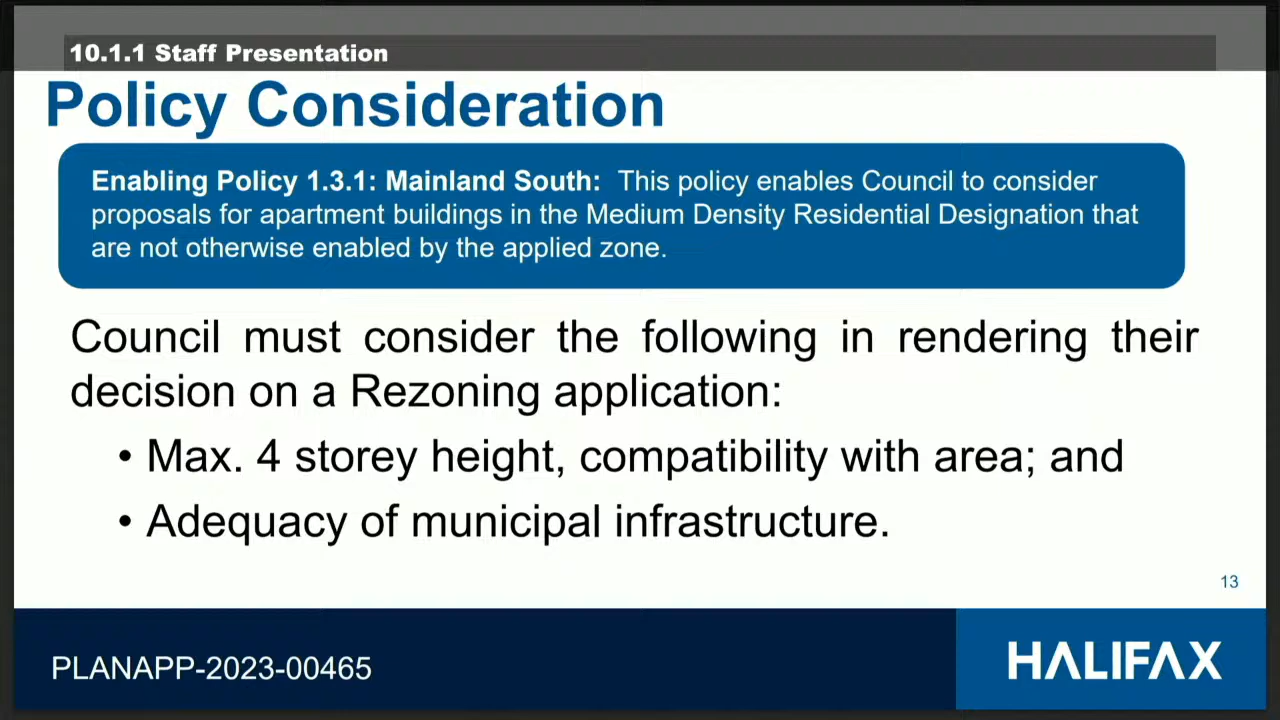 10.1.1 Staff Presentation
Policy Consideration
Enabling Policy 1.3.1: Mainland South: This policy enables Council to consider
proposals for apartment buildings in the Medium Density Residential Designation that
are not otherwise enabled by the applied zone.
Council must consider the following in rendering their
decision on a Rezoning application:
• Max. 4 storey height, compatibility with area; and
• Adequacy of municipal infrastructure.
13
PLANAPP-2023-00465
HALIFAX